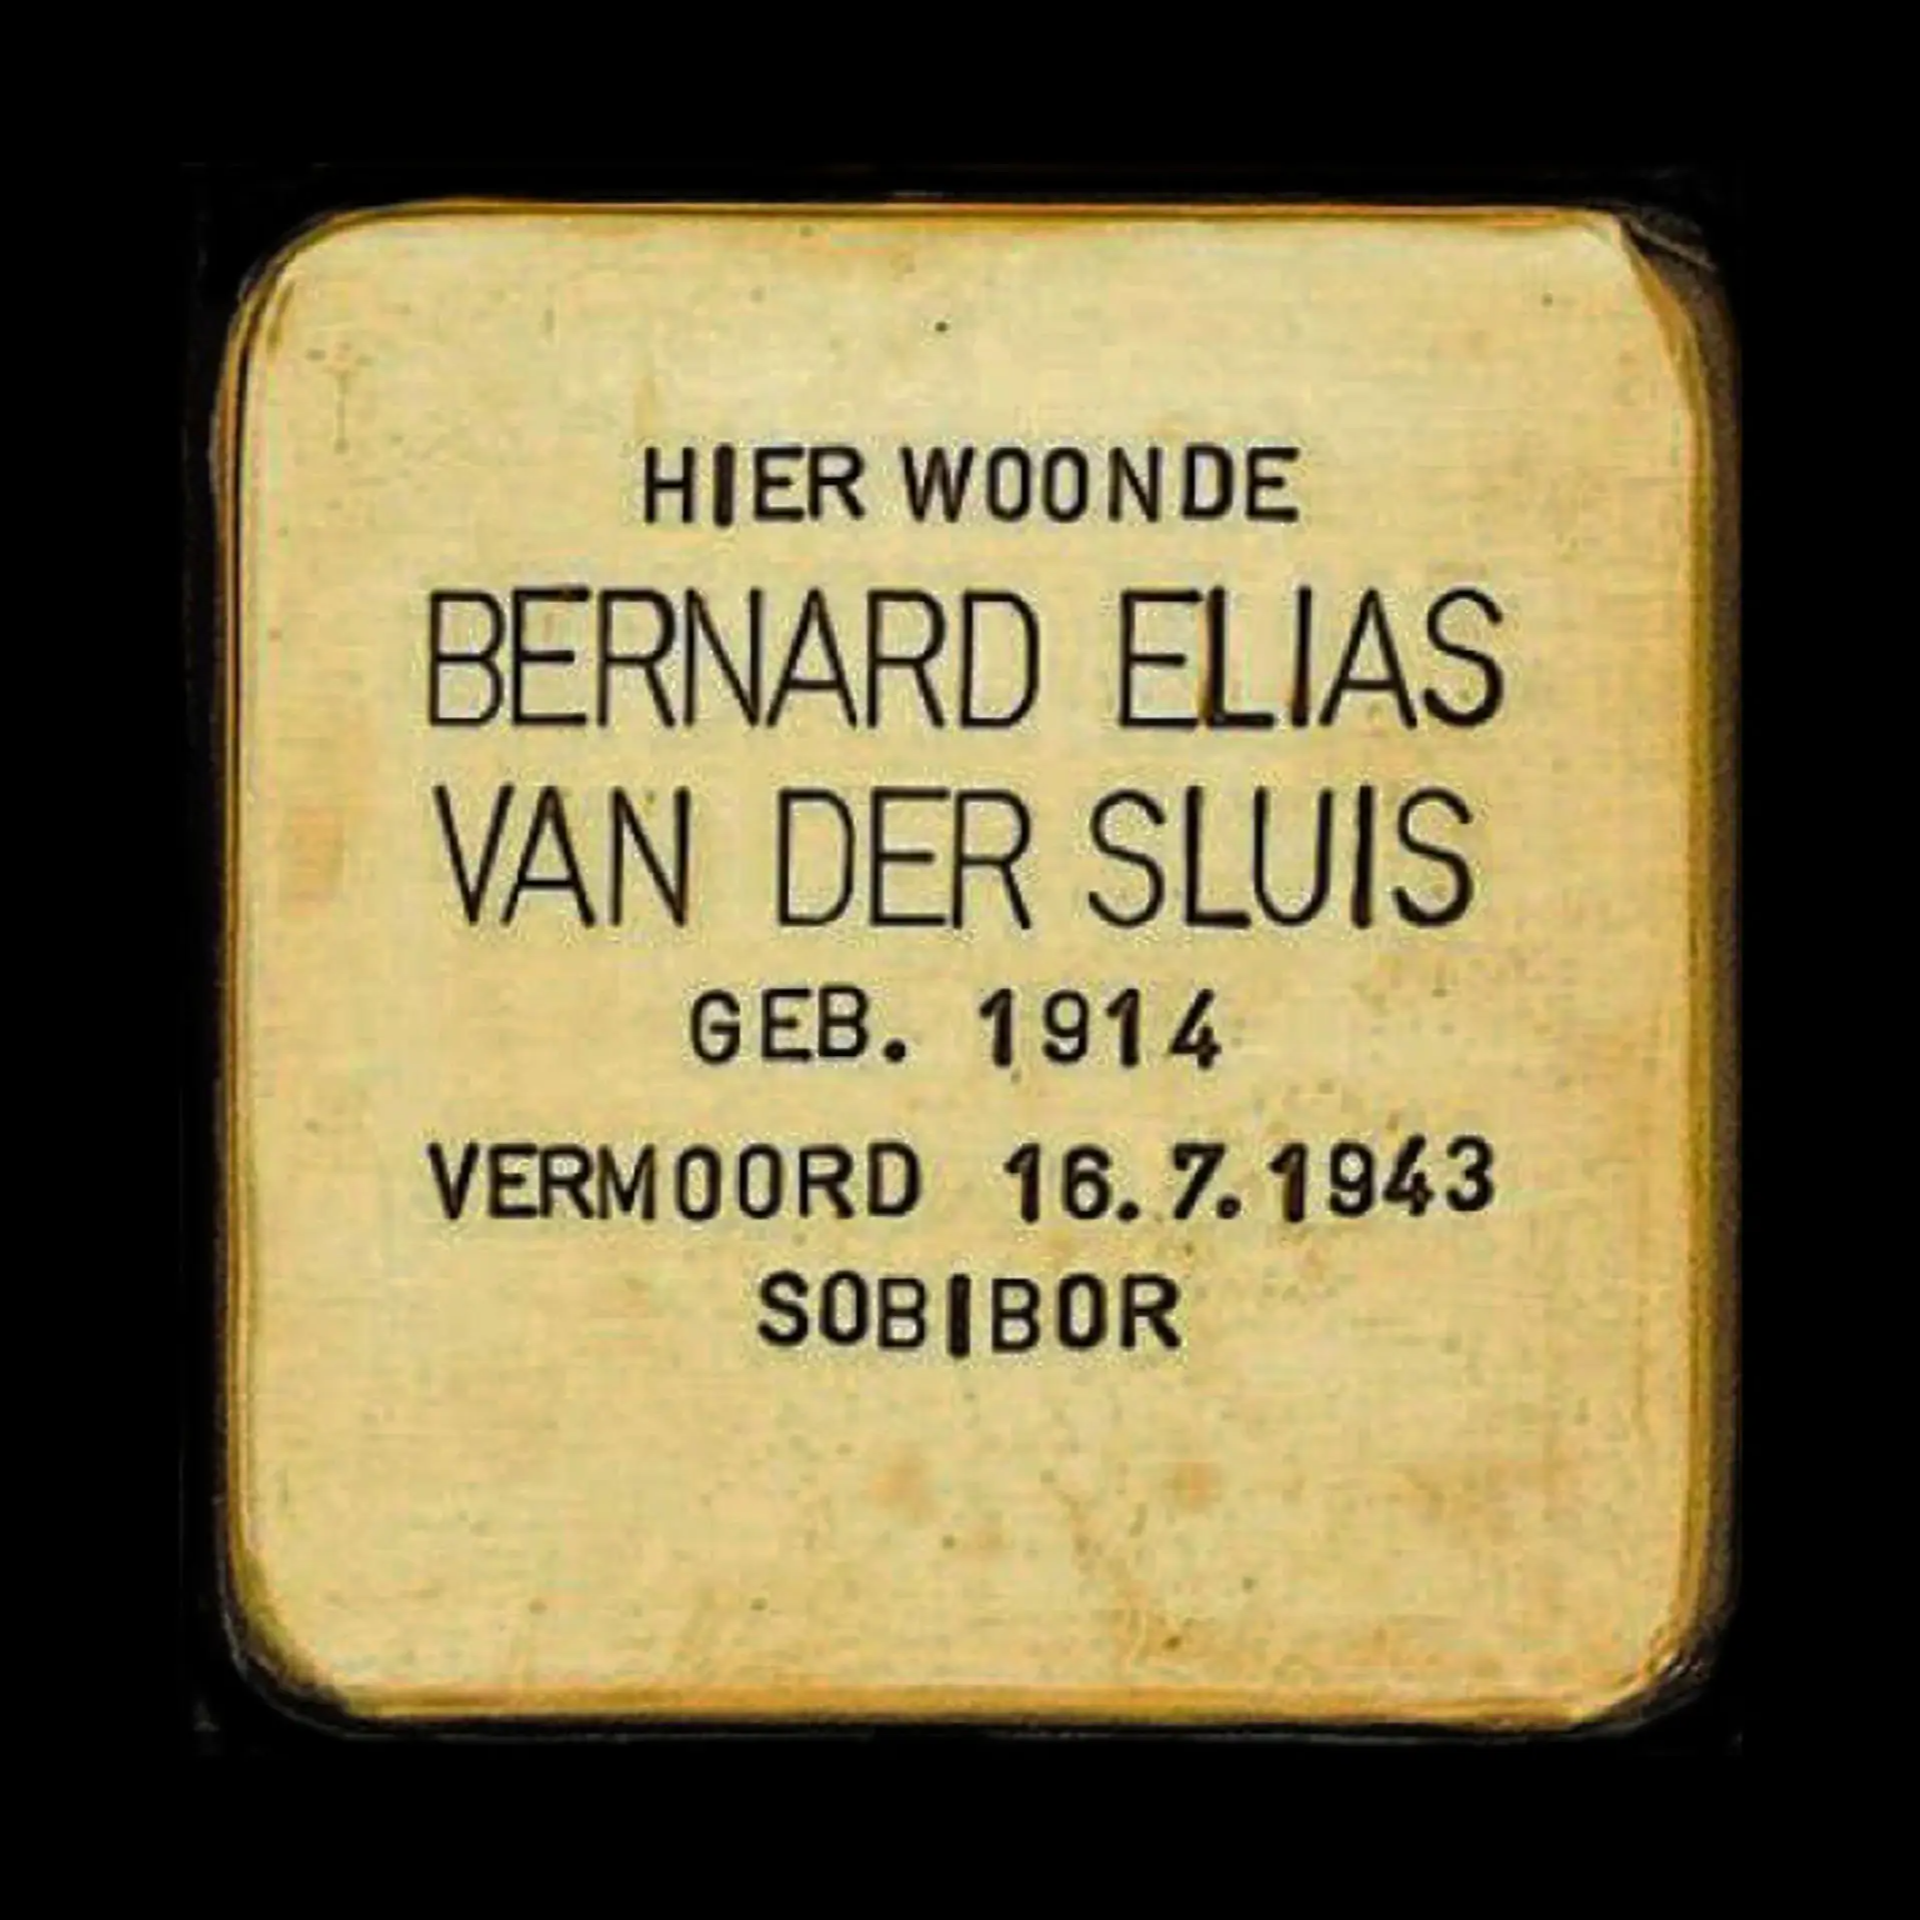 HIER WOONDE
BERNARD ELIAS
VAN DER SLUIS
GEB. 1914
VERMOORD 16.7.1943
SOBIBOR